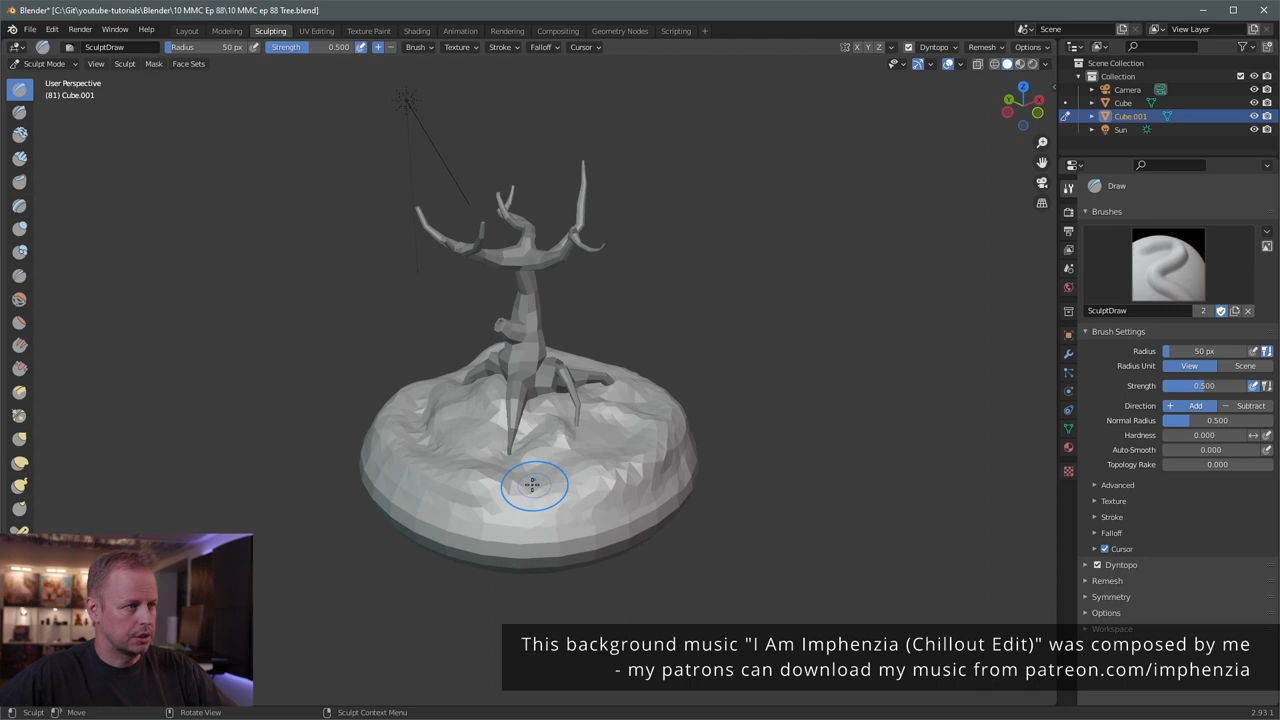 Blender* [C:\Git\youtube-tutorials\Blender\10 MMC Ep 88\10 MMC ep 88 Tree.blend]
File Edit Render Window Help Layout Modeling Sculpting UV Editing Texture Paint Shading Animation Rendering Compositing Geometry Nodes Scripting + Scene View Layer
SculptDraw Radius 50 px Strength 0.500 Brush Texture Stroke Falloff Cursor X Y Z Dyntopo Remesh Options
Sculpt Mode View Sculpt Mask Face Sets
User Perspective
(81) Cube.001
Scene Collection
Collection
Camera
Cube
Cube.001
Sun
Draw
Brushes
SculptDraw 2
Brush Settings
Radius 50 px
Radius Unit View Scene
Strength 0.500
Direction + Add − Subtract
Normal Radius 0.500
Hardness 0.000
Auto-Smooth 0.000
Topology Rake 0.000
Advanced
Texture
Stroke
Falloff
Cursor
Dyntopo
Remesh
Symmetry
Options
Workspace
Z
X
Y
This background music "I Am Imphenzia (Chillout Edit)" was composed by me
- my patrons can download my music from patreon.com/imphenzia
Sculpt Move Rotate View Sculpt Context Menu 2.93.1